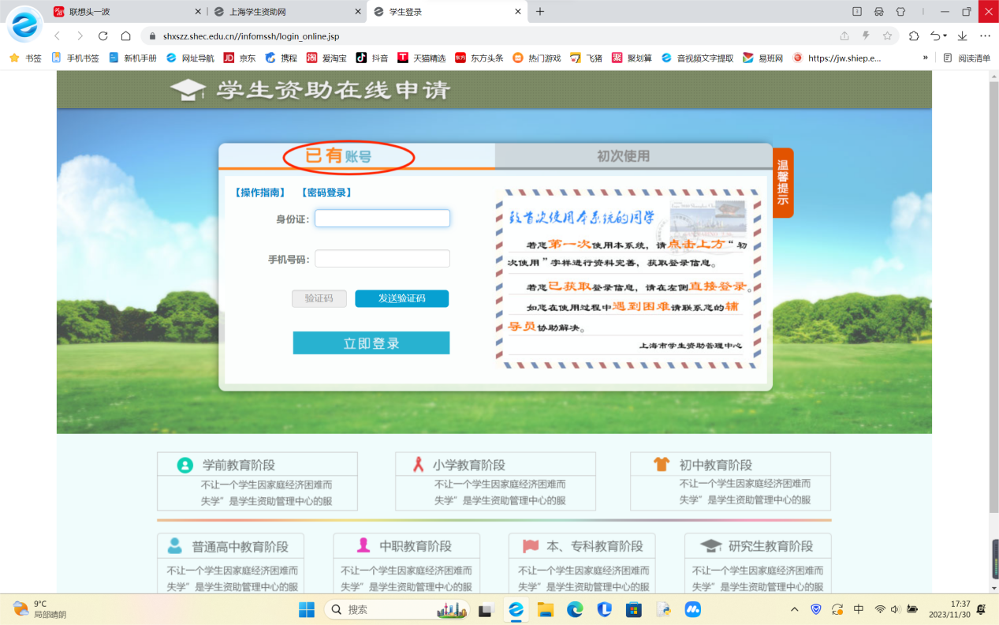 联想头一波
上海学生资助网
学生登录
shxszz.shec.edu.cn//infomssh/login_online.jsp
书签 手机书签 新机手册 网址导航 京东 携程 爱淘宝 抖音 天猫精选 东方头条 热门游戏 飞猪 聚划算 音视频文字提取 易班网 https://jw.shiep.e... » 阅读清单
学生资助在线申请
已有账号
初次使用
温馨提示
【操作指南】 【密码登录】
身份证:
手机号码:
验证码 发送验证码
立即登录
致首次使用本系统的同学
若您第一次使用本系统，请点击上方“初
次使用”字样进行资料完善，获取登录信息。
若您已获取登录信息，请在左侧直接登录。
如您在使用过程中遇到困难请联系您的辅
导员协助解决。
上海市学生资助管理中心
学前教育阶段
不让一个学生因家庭经济困难而
失学”是学生资助管理中心的服
小学教育阶段
不让一个学生因家庭经济困难而
失学”是学生资助管理中心的服
初中教育阶段
不让一个学生因家庭经济困难而
失学”是学生资助管理中心的服
普通高中教育阶段
不让一个学生因家庭经济困难而
失学”是学生资助管理中心的服
中职教育阶段
不让一个学生因家庭经济困难而
失学”是学生资助管理中心的服
本、专科教育阶段
不让一个学生因家庭经济困难而
失学”是学生资助管理中心的服
研究生教育阶段
不让一个学生因家庭经济困难而
失学”是学生资助管理中心的服
9°C
局部晴朗
搜索
中
17:37
2023/11/30